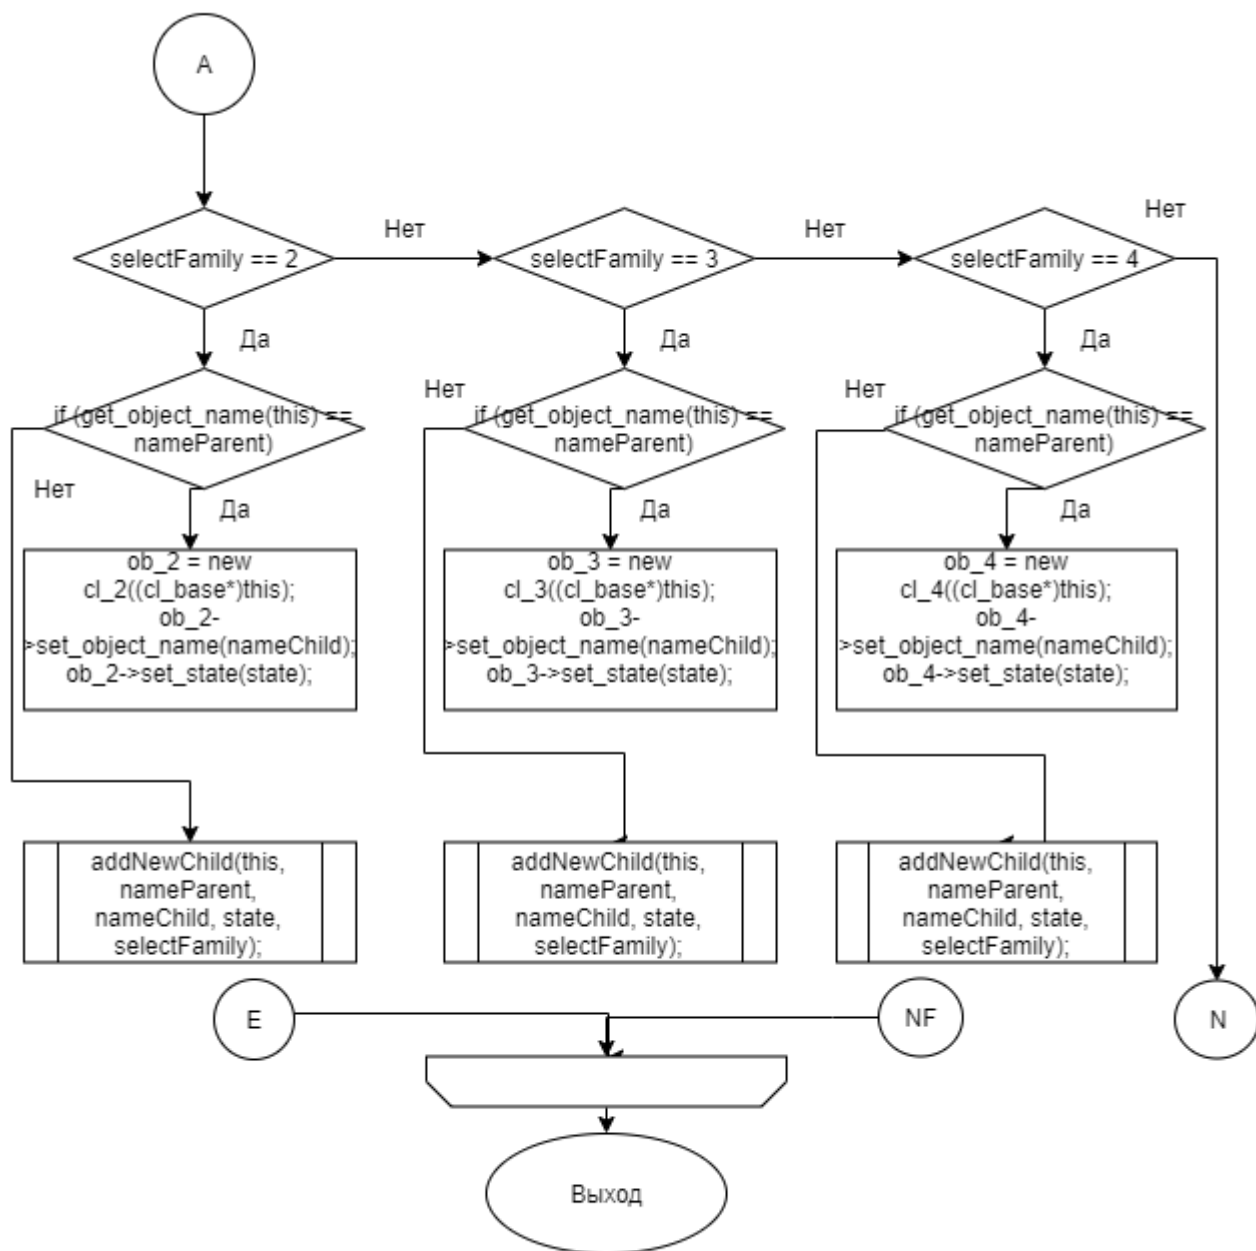 A
Нет
Нет
Нет
selectFamily == 2
selectFamily == 3
selectFamily == 4
Да
Да
Да
Нет
Нет
if (get_object_name(this) ==
nameParent)
if (get_object_name(this) ==
nameParent)
if (get_object_name(this) ==
nameParent)
Нет
Да
Да
Да
ob_2 = new
cl_2((cl_base*)this);
ob_2-
>set_object_name(nameChild);
ob_2->set_state(state);
ob_3 = new
cl_3((cl_base*)this);
ob_3-
>set_object_name(nameChild);
ob_3->set_state(state);
ob_4 = new
cl_4((cl_base*)this);
ob_4-
>set_object_name(nameChild);
ob_4->set_state(state);
addNewChild(this,
nameParent,
nameChild, state,
selectFamily);
addNewChild(this,
nameParent,
nameChild, state,
selectFamily);
addNewChild(this,
nameParent,
nameChild, state,
selectFamily);
E
NF
N
Выход